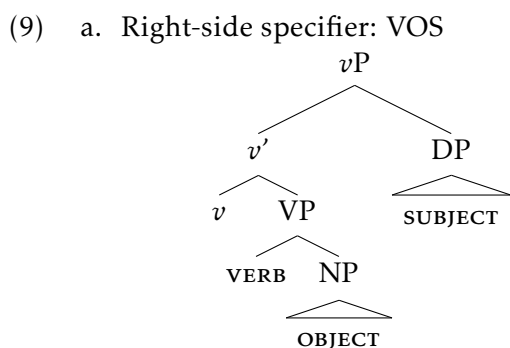 (9) a. Right-side specifier: VOS
vP
v’ DP
v VP SUBJECT
VERB NP
OBJECT